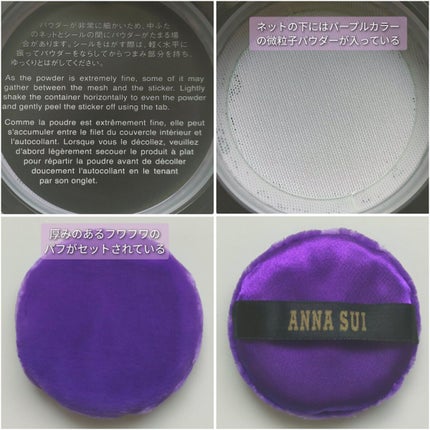 パウダーが非常に細かいため、中ぶた
のネットとシールの間にパウダーがたまる場
合があります。シールをはがす際は、軽く水平に
振ってパウダーをならしてからつまみ部分を持ち、
ゆっくりとはがしてください。
As the powder is extremely fine, some of it may
gather between the mesh and the sticker. Lightly
shake the container horizontally to even the powder
and gently peel the sticker off using the tab.
Comme la poudre est extrêmement fine, elle peut
s'accumuler entre le filet du couvercle intérieur et
l'autocollant. Lorsque vous le décollez, veuillez
d'abord légèrement secouer le produit à plat
pour répartir la poudre avant de décoller
doucement l'autocollant en le tenant
par son onglet.
ネットの下にはパープルカラー
の微粒子パウダーが入っている
厚みのあるフワフワの
パフがセットされている
ANNA SUI